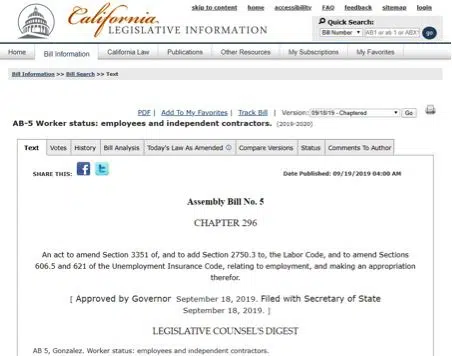 skip to content home accessibility FAQ feedback sitemap login
California
LEGISLATIVE INFORMATION
Quick Search:
Bill Number AB1 or ab 1 or ABX1 go
Home Bill Information California Law Publications Other Resources My Subscriptions My Favorites
Bill Information >> Bill Search >> Text
PDF | Add To My Favorites | Track Bill | Version: 09/18/19 - Chaptered Go
AB-5 Worker status: employees and independent contractors. (2019-2020)
Text Votes History Bill Analysis Today's Law As Amended Compare Versions Status Comments To Author
SHARE THIS: Date Published: 09/19/2019 04:00 AM
Assembly Bill No. 5
CHAPTER 296
An act to amend Section 3351 of, and to add Section 2750.3 to, the Labor Code, and to amend Sections
606.5 and 621 of the Unemployment Insurance Code, relating to employment, and making an appropriation
therefor.
[ Approved by Governor September 18, 2019. Filed with Secretary of State
September 18, 2019. ]
LEGISLATIVE COUNSEL'S DIGEST
AB 5, Gonzalez. Worker status: employees and independent contractors.